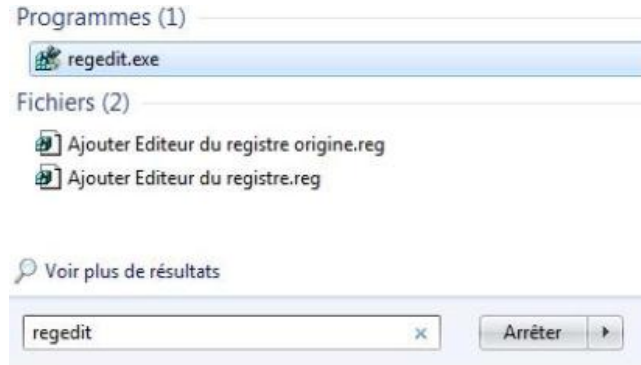 Programmes (1)
regedit.exe
Fichiers (2)
Ajouter Editeur du registre origine.reg
Ajouter Editeur du registre.reg
Voir plus de résultats
regedit
Arrêter